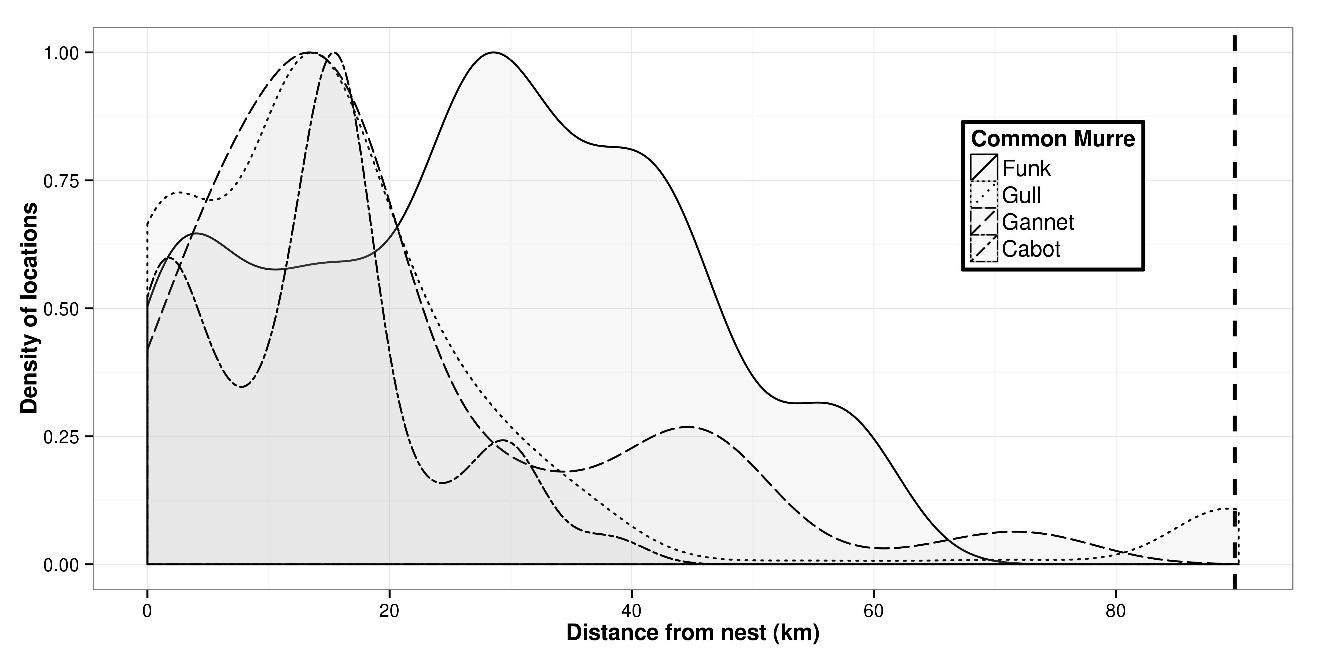 1.00
0.75
0.50
0.25
0.00
Density of locations
Common Murre
Funk
Gull
Gannet
Cabot
0 20 40 60 80
Distance from nest (km)